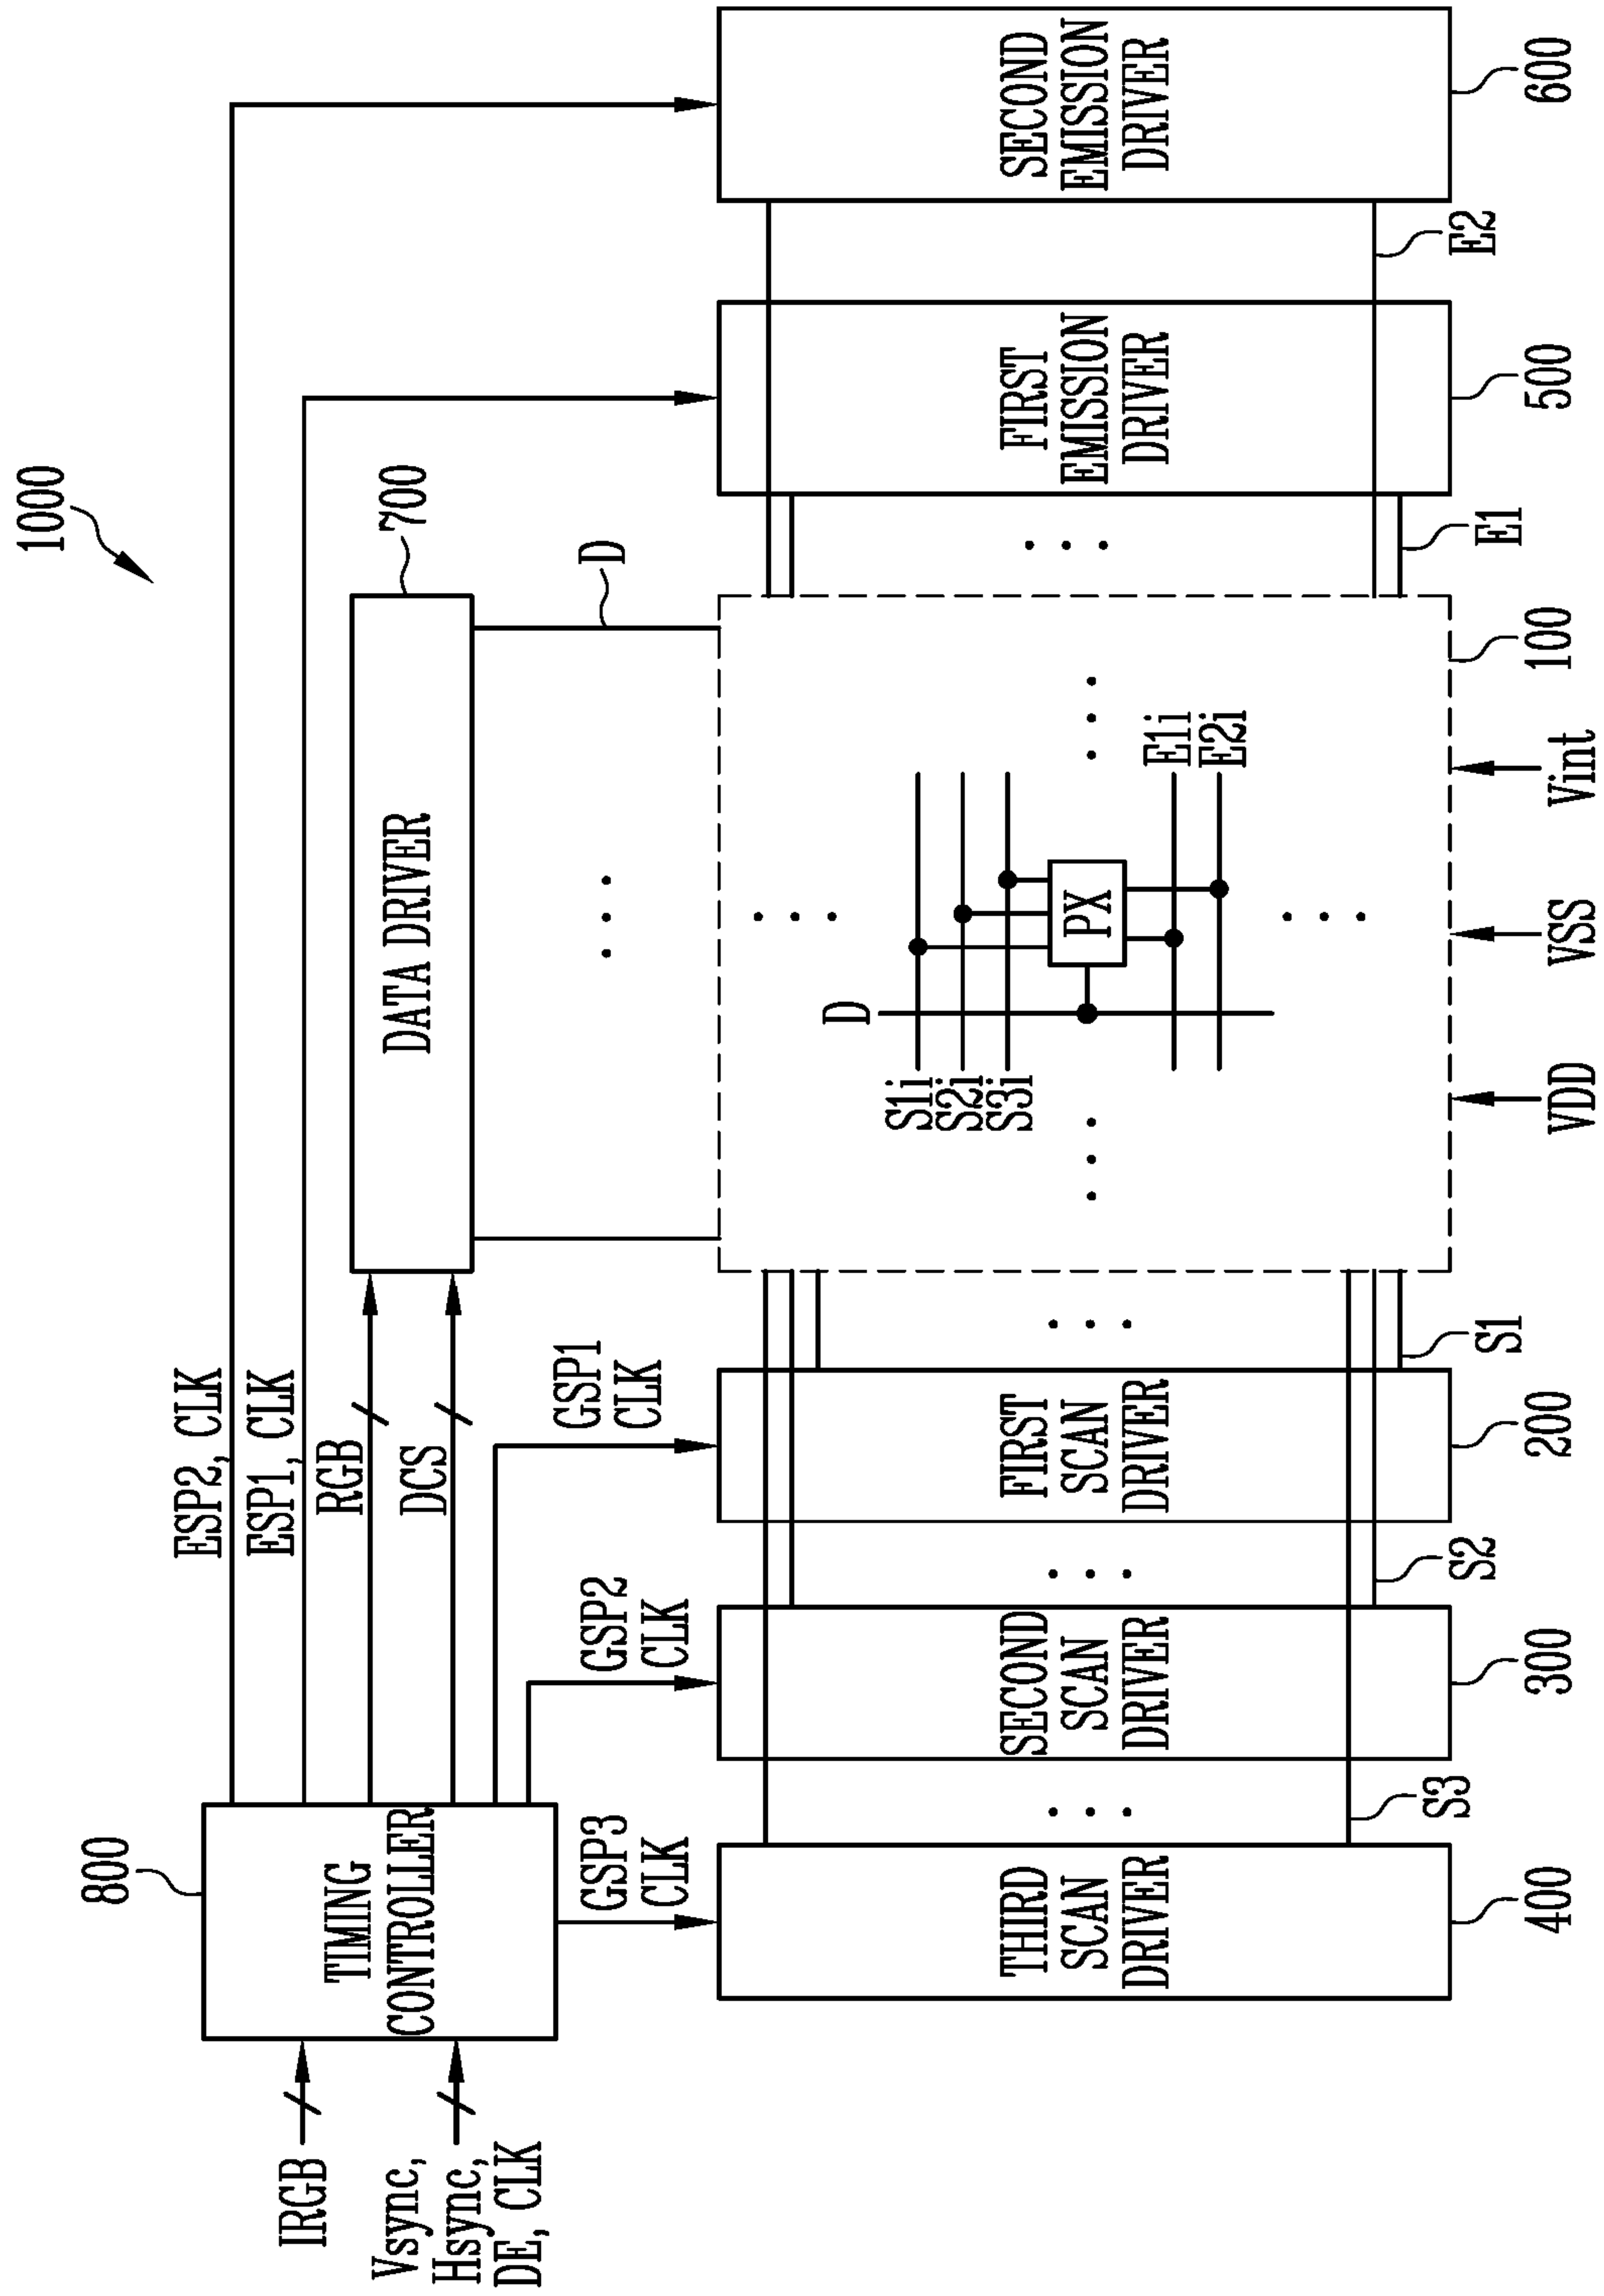 1000
800
TIMING
CONTROLLER
IRGB
Vsync,
Hsync,
DE, CLK
ESP2, CLK
ESP1, CLK
RGB
DCS
GSP1
CLK
GSP2
CLK
GSP3
CLK
DATA DRIVER
700
D
THIRD
SCAN
DRIVER
400
S3
SECOND
SCAN
DRIVER
300
S2
FIRST
SCAN
DRIVER
200
S1
D
S1i
S2i
S3i
PX
E1i
E2i
100
VDD
VSS
Vint
E1
FIRST
EMISSION
DRIVER
500
E2
SECOND
EMISSION
DRIVER
600